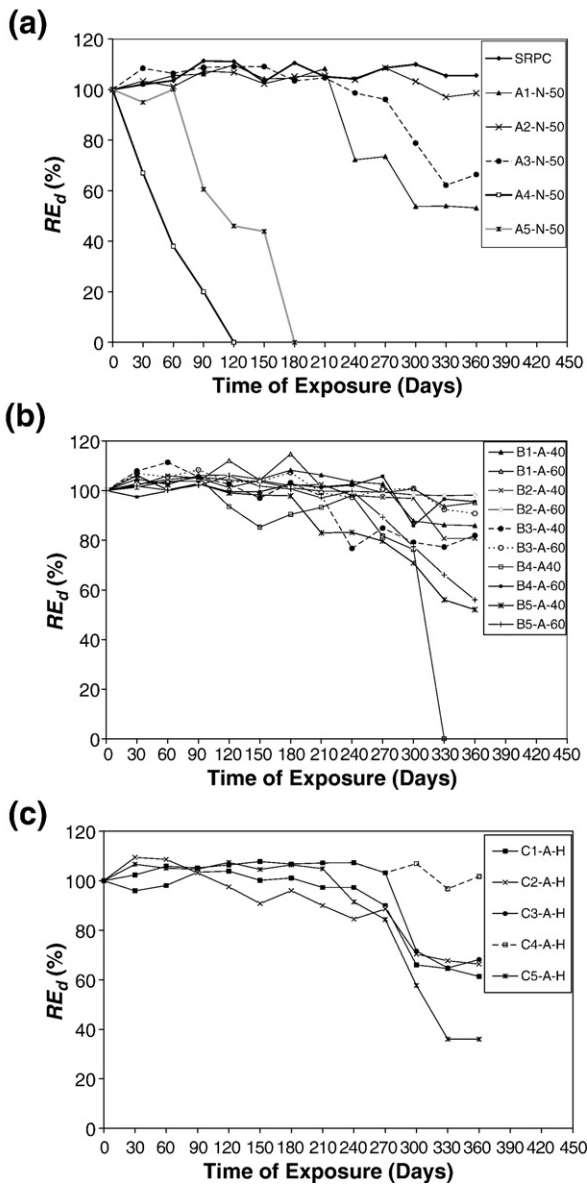 (a)
120
100
80
60
40
20
0
RE_d (%)
0 30 60 90 120 150 180 210 240 270 300 330 360 390 420 450
Time of Exposure (Days)
SRPC
A1-N-50
A2-N-50
A3-N-50
A4-N-50
A5-N-50
(b)
120
100
80
60
40
20
0
RE_d (%)
0 30 60 90 120 150 180 210 240 270 300 330 360 390 420 450
Time of Exposure (Days)
B1-A-40
B1-A-60
B2-A-40
B2-A-60
B3-A-40
B3-A-60
B4-A40
B4-A-60
B5-A-40
B5-A-60
(c)
120
100
80
60
40
20
0
RE_d (%)
0 30 60 90 120 150 180 210 240 270 300 330 360 390 420 450
Time of Exposure (Days)
C1-A-H
C2-A-H
C3-A-H
C4-A-H
C5-A-H